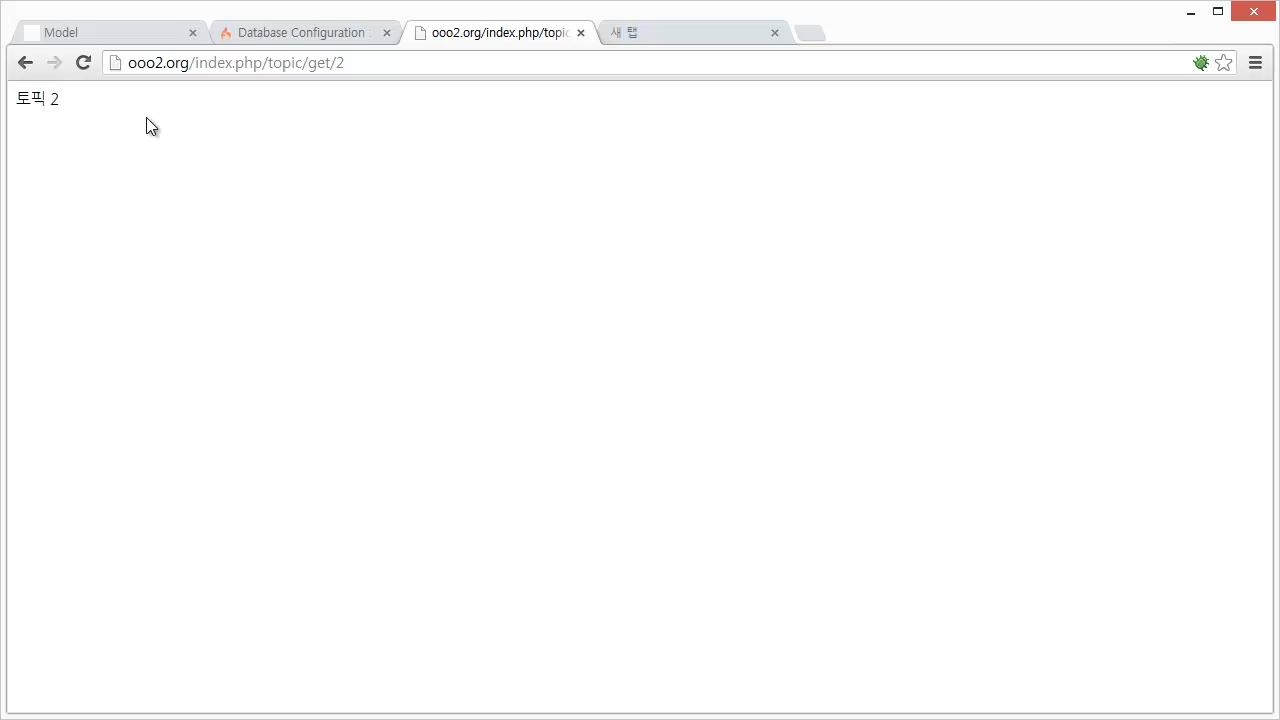 Model
Database Configuration
ooo2.org/index.php/topic
새 탭
ooo2.org/index.php/topic/get/2
토픽 2